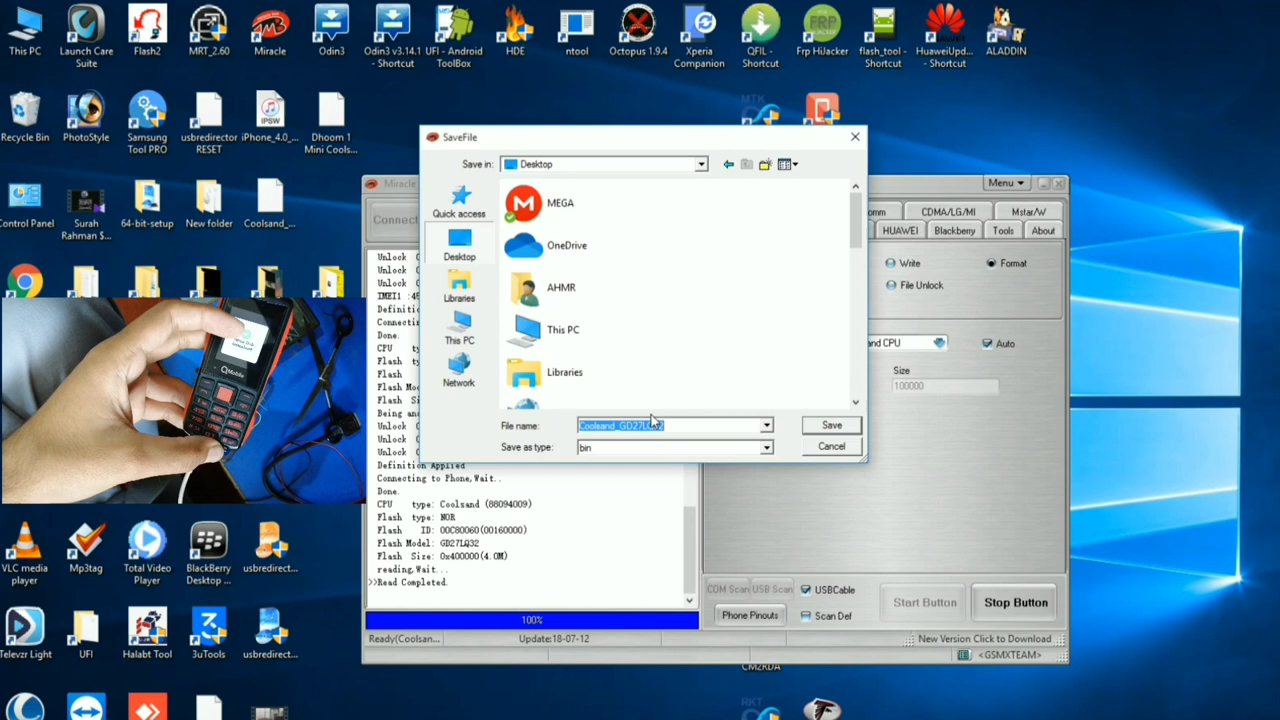 This PC
Launch Care
Suite
Flash2
MRT_2.60
Miracle
Odin3
Odin3 v3.14.1
- Shortcut
UFI - Android
ToolBox
HDE
ntool
Octopus 1.9.4
Xperia
Companion
QFIL -
Shortcut
Frp HiJacker
flash_tool -
Shortcut
HuaweiUpd...
- Shortcut
ALADDIN
Recycle Bin
PhotoStyle
Samsung
Tool PRO
usbredirector
RESET
iPhone_4.0_...
Dhoom 1
Mini Cools...
MTK
Control Panel
Surah
Rahman $...
64-bit-setup
New folder
Coolsand_...
SaveFile
Save in:
Desktop
Quick access
Desktop
Libraries
This PC
Network
MEGA
OneDrive
AHMR
This PC
Libraries
File name:
Save as type:
bin
Save
Cancel
Miracle
Menu
Connect
CDMA/LG/MI
Mstar/W
HUAWEI
Blackberry
Tools
About
Write
Format
File Unlock
Auto
Size
100000
Done.
Definition Applied
Connecting to Phone,Wait..
Done.
CPU type: Coolsand (88094009)
Flash type: NOR
Flash ID: 00C80060(00160000)
Flash Model: GD27LQ32
Flash Size: 0x400000(4.0M)
reading,Wait...
>>Read Completed.
100%
COM Scan
USB Scan
USBCable
Phone Pinouts
Scan Def
Start Button
Stop Button
Ready(Coolsan...
Update:18-07-12
New Version Click to Download
<GSMXTEAM>
QMobile
VLC media
player
Mp3tag
Total Video
Player
BlackBerry
Desktop ...
usbredirect...
Televzr Light
UFI
Halabt Tool
3uTools
usbredirect...
CM2RDA
RKT